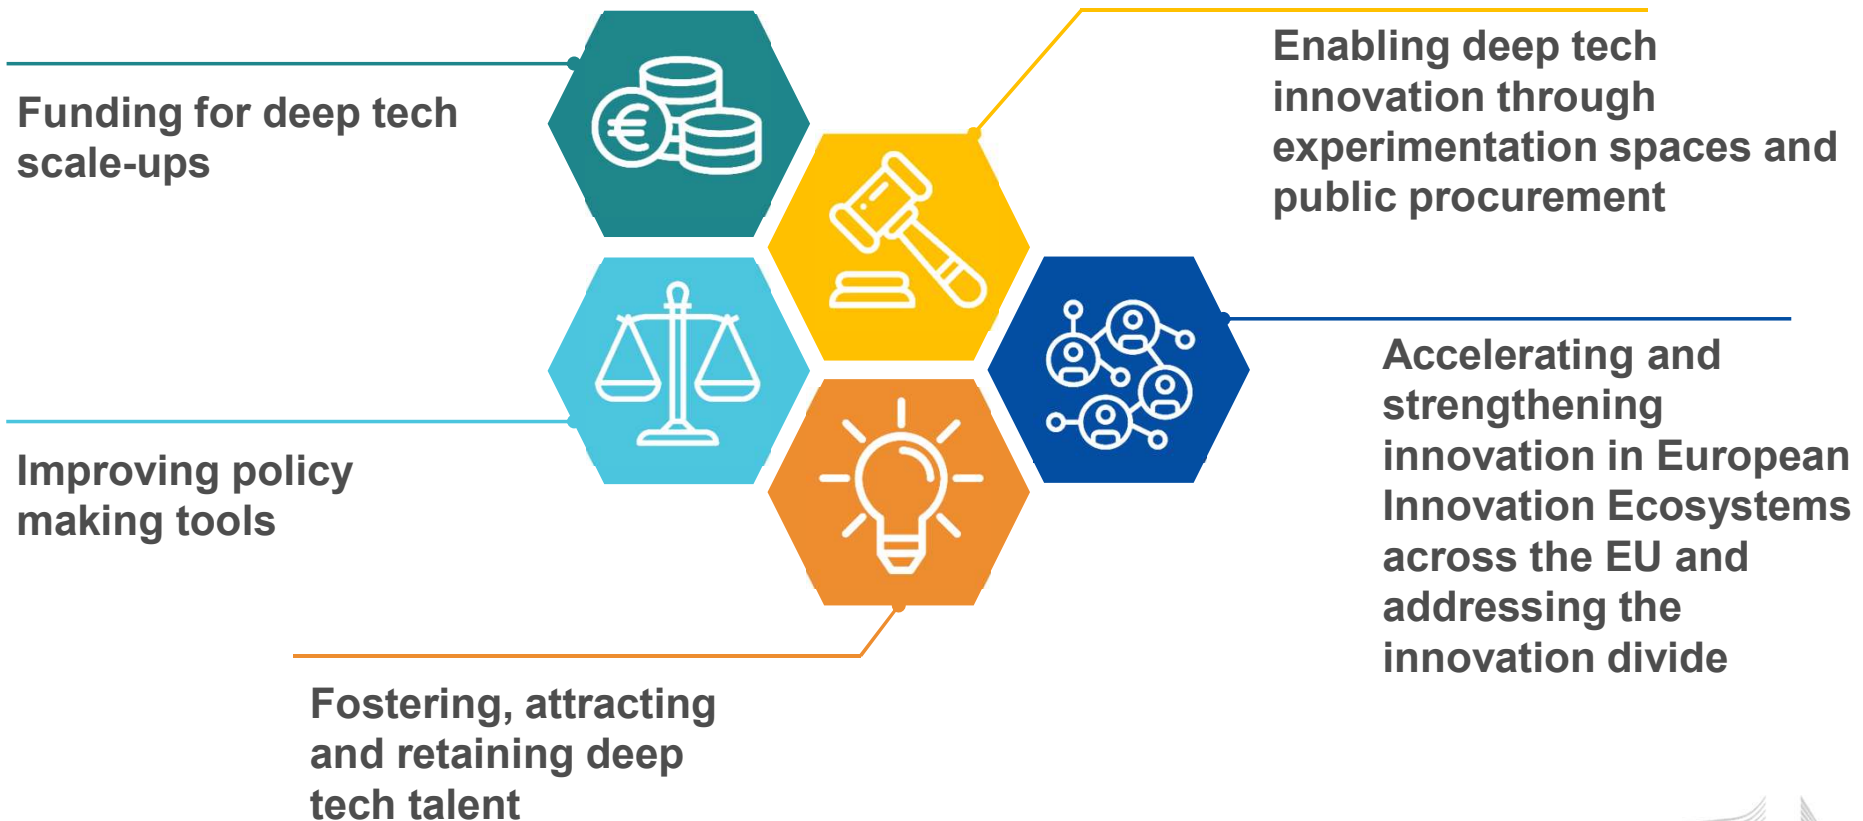 Funding for deep tech
scale-ups
Enabling deep tech
innovation through
experimentation spaces and
public procurement
€
Accelerating and
strengthening
innovation in European
Innovation Ecosystems
across the EU and
addressing the
innovation divide
Improving policy
making tools
Fostering, attracting
and retaining deep
tech talent